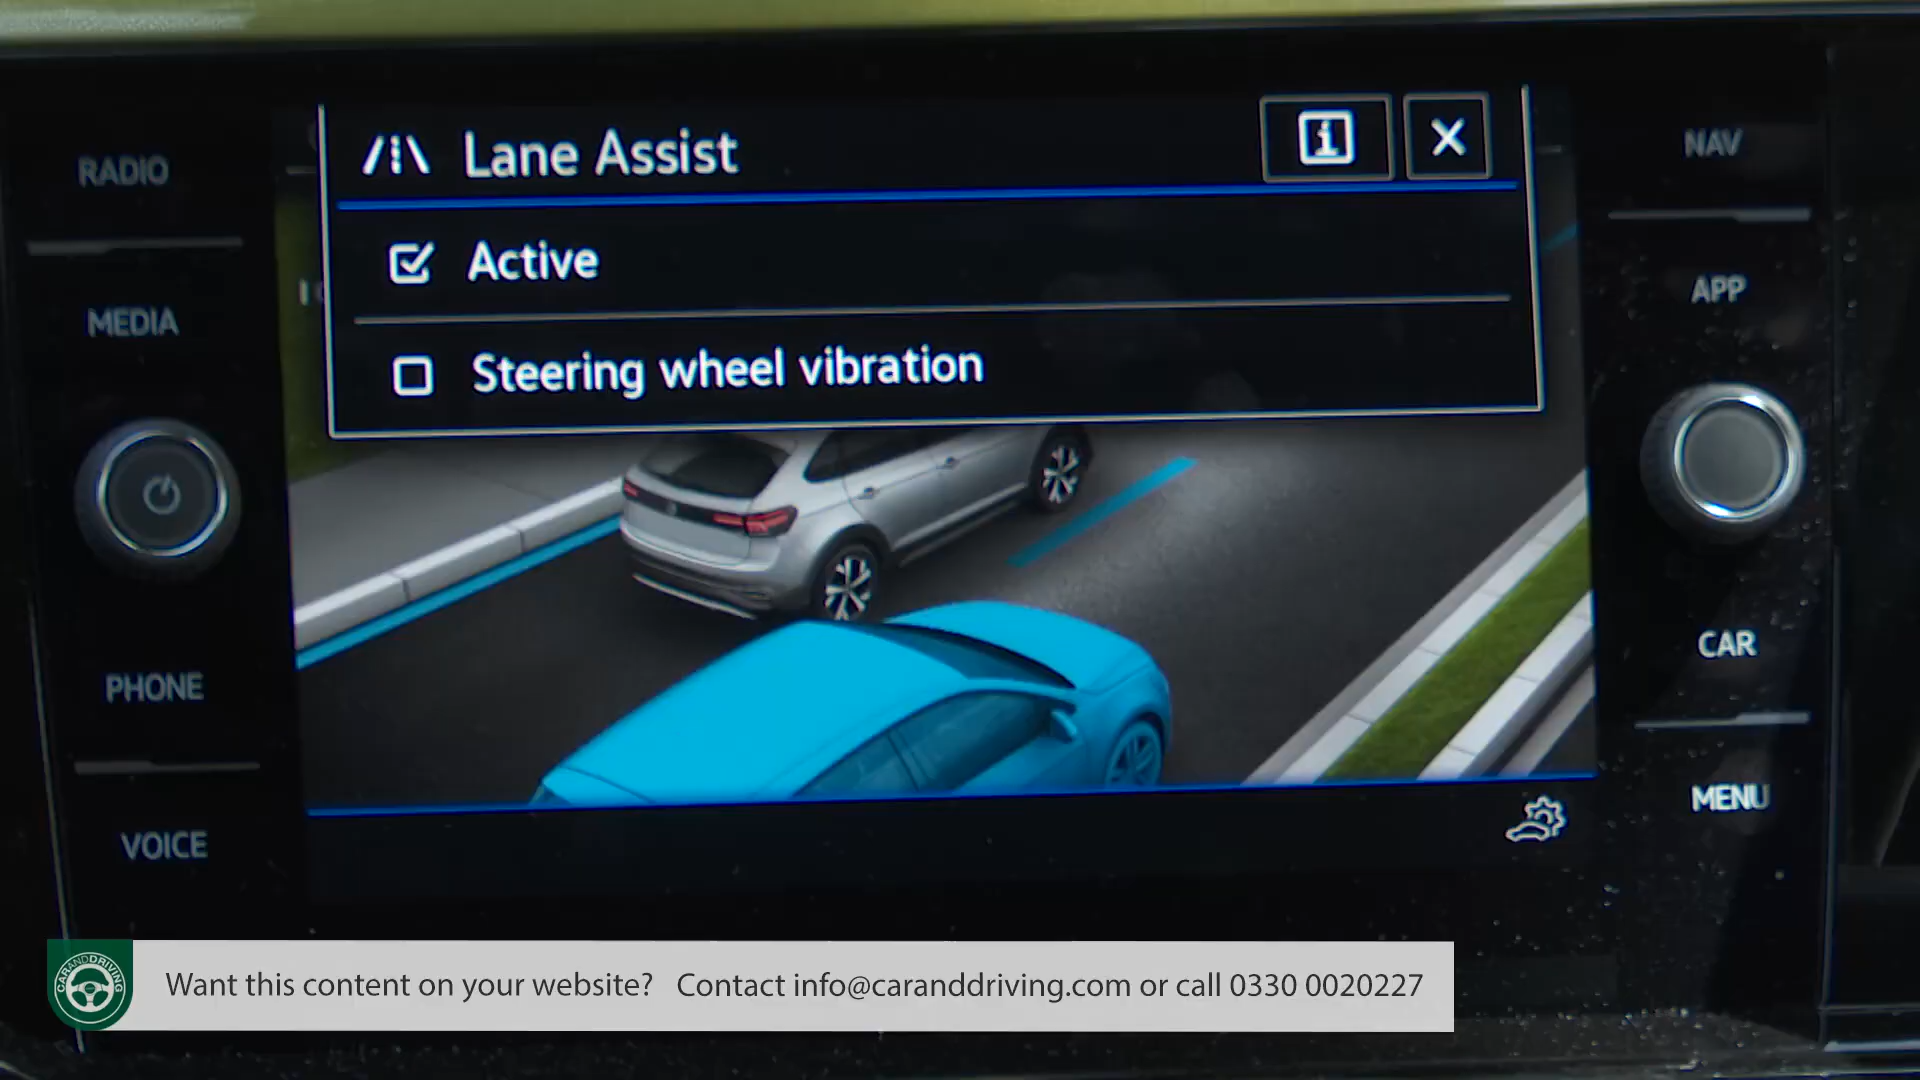 RADIO
MEDIA
PHONE
VOICE
Lane Assist
Active
Steering wheel vibration
NAV
APP
CAR
MENU
CARANDDRIVING
Want this content on your website? Contact info@caranddriving.com or call 0330 0020227